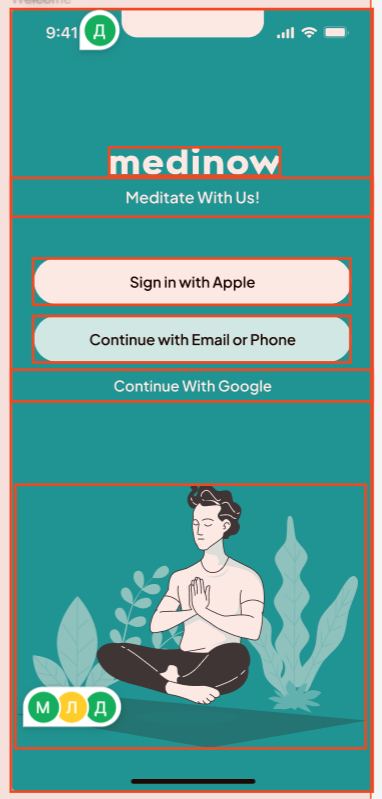 Welcome
9:41
Д
medinow
Meditate With Us!
Sign in with Apple
Continue with Email or Phone
Continue With Google
М Л Д